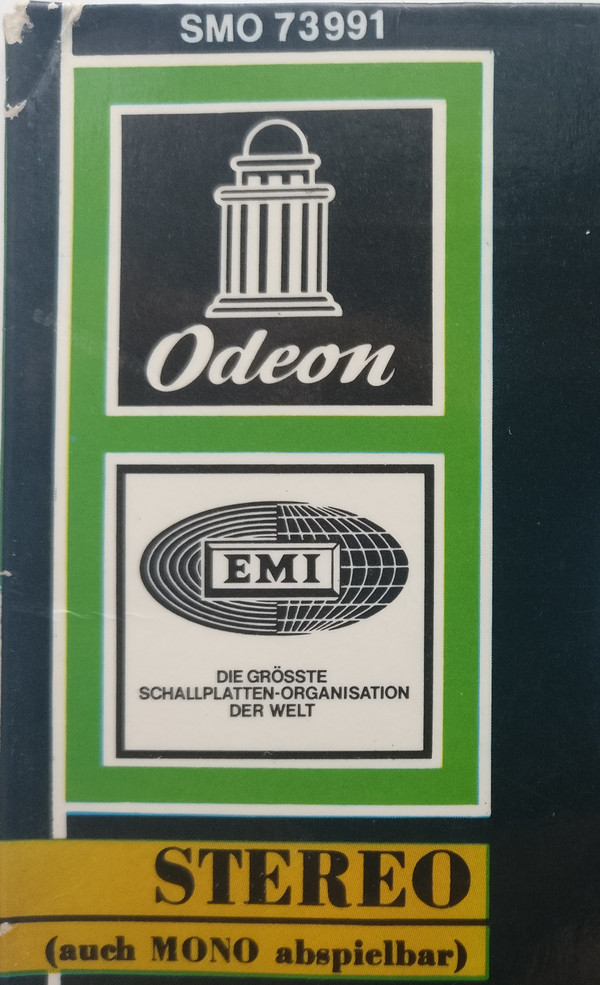 SMO 73991
Odeon
EMI
DIE GRÖSSTE
SCHALLPLATTEN-ORGANISATION
DER WELT
STEREO
(auch MONO abspielbar)